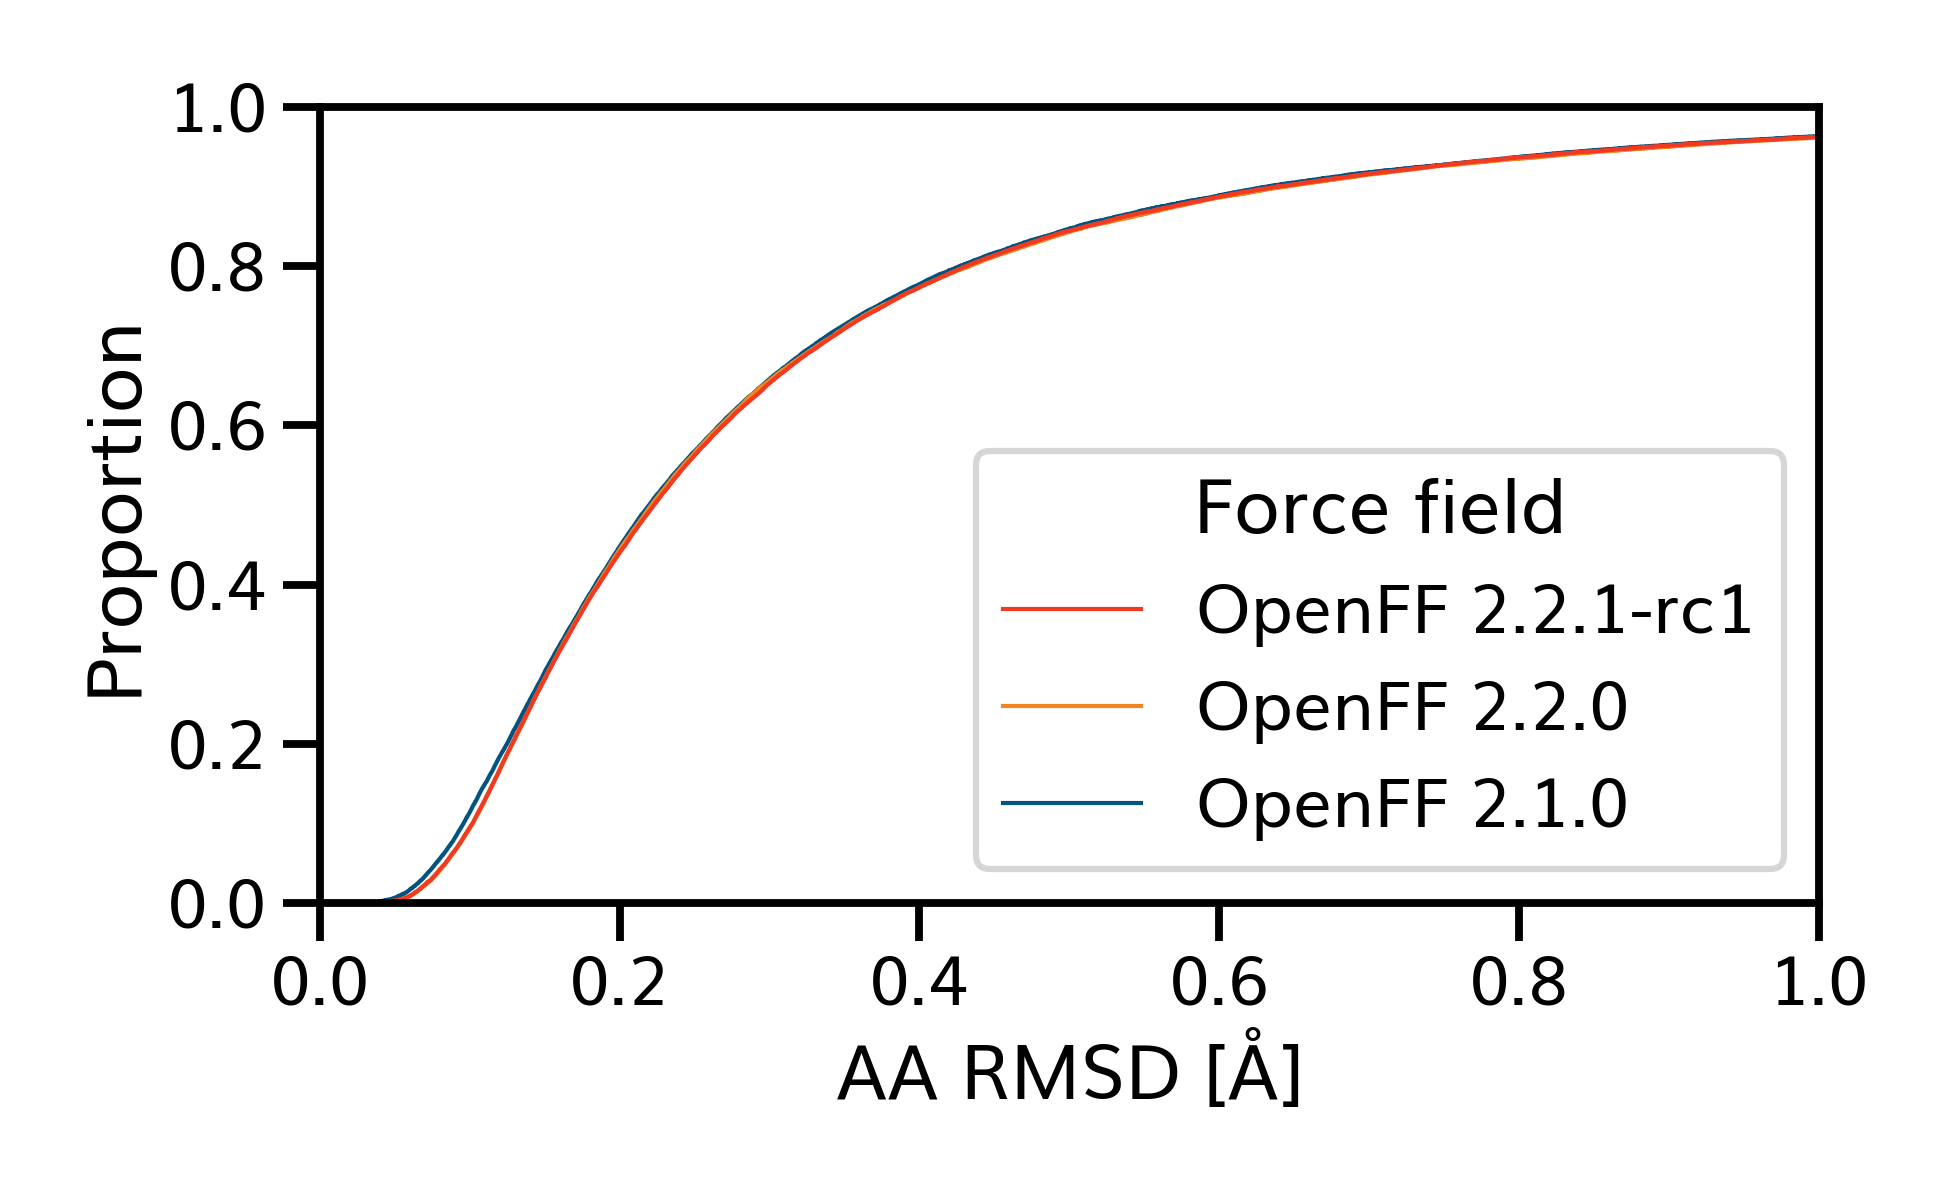 1.0
0.8
0.6
0.4
0.2
0.0
Proportion
0.0 0.2 0.4 0.6 0.8 1.0
AA RMSD [Å]
Force field
OpenFF 2.2.1-rc1
OpenFF 2.2.0
OpenFF 2.1.0